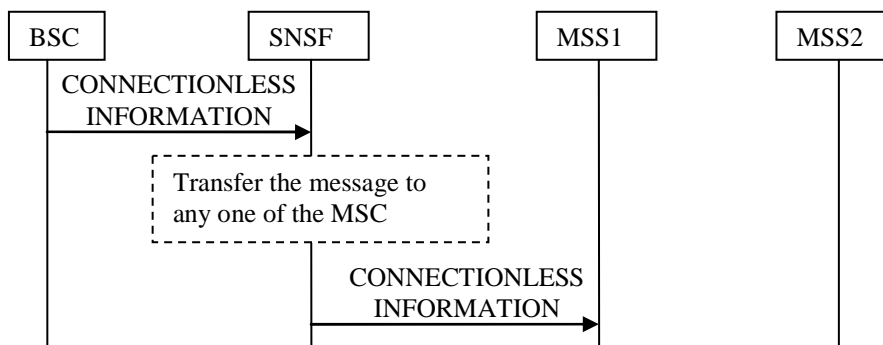 BSC
SNSF
MSS1
MSS2
CONNECTIONLESS
INFORMATION
Transfer the message to
any one of the MSC
CONNECTIONLESS
INFORMATION